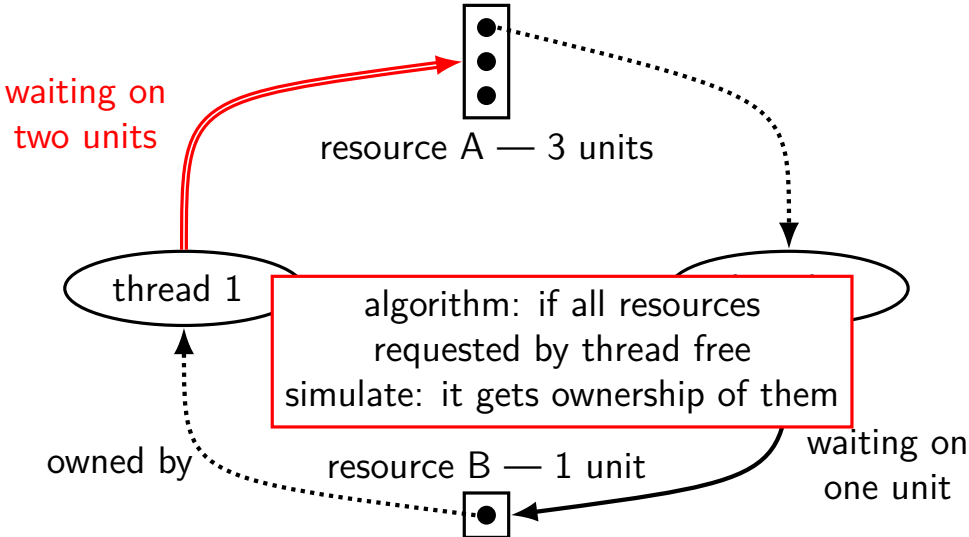 waiting on
two units
resource A — 3 units
thread 1
algorithm: if all resources
requested by thread free
simulate: it gets ownership of them
owned by
resource B — 1 unit
waiting on
one unit